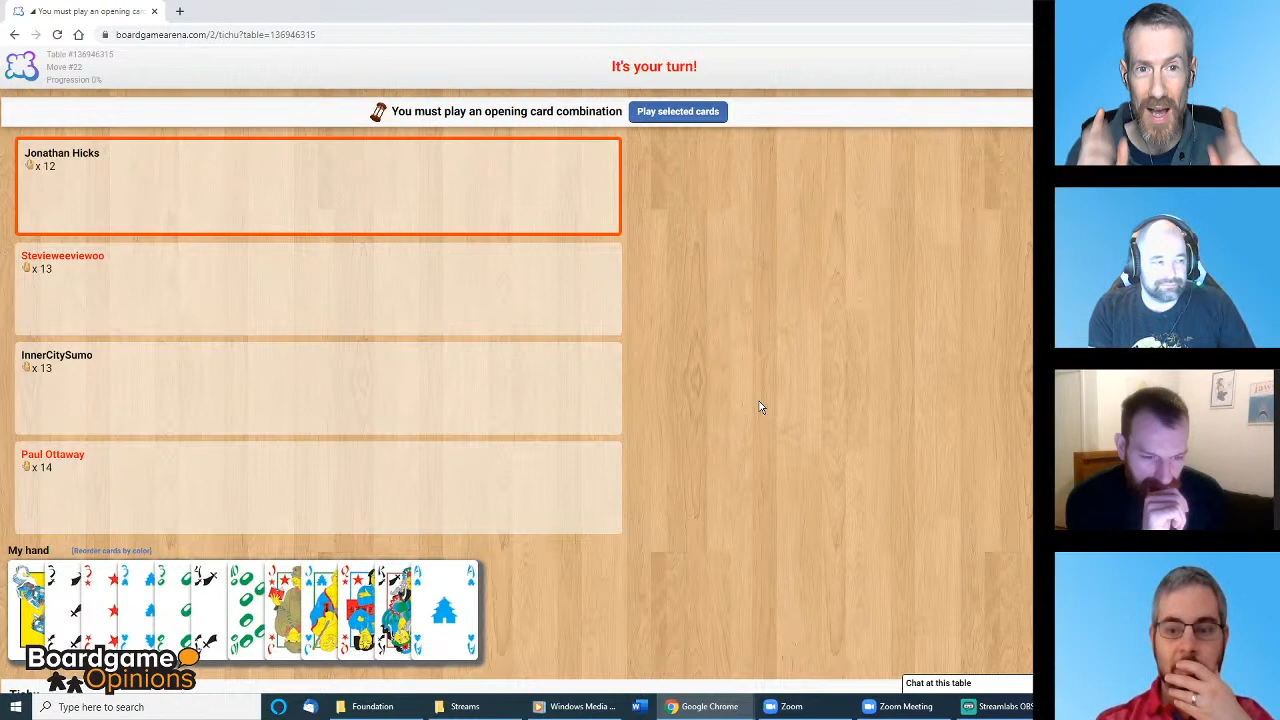 You must play an opening car
boardgamearena.com/2/tichu?table=136946315
Table #136946315
Move #22
Progression 0%
It's your turn!
You must play an opening card combination
Play selected cards
Jonathan Hicks
x 12
Stevieweeviewoo
x 13
InnerCitySumo
x 13
Paul Ottaway
x 14
My hand
[Reorder cards by color]
Boardgame
Opinions
Chat at this table
Type here to search
Foundation
Streams
Windows Media ...
Google Chrome
Zoom
Zoom Meeting
Streamlabs OBS
JAWS